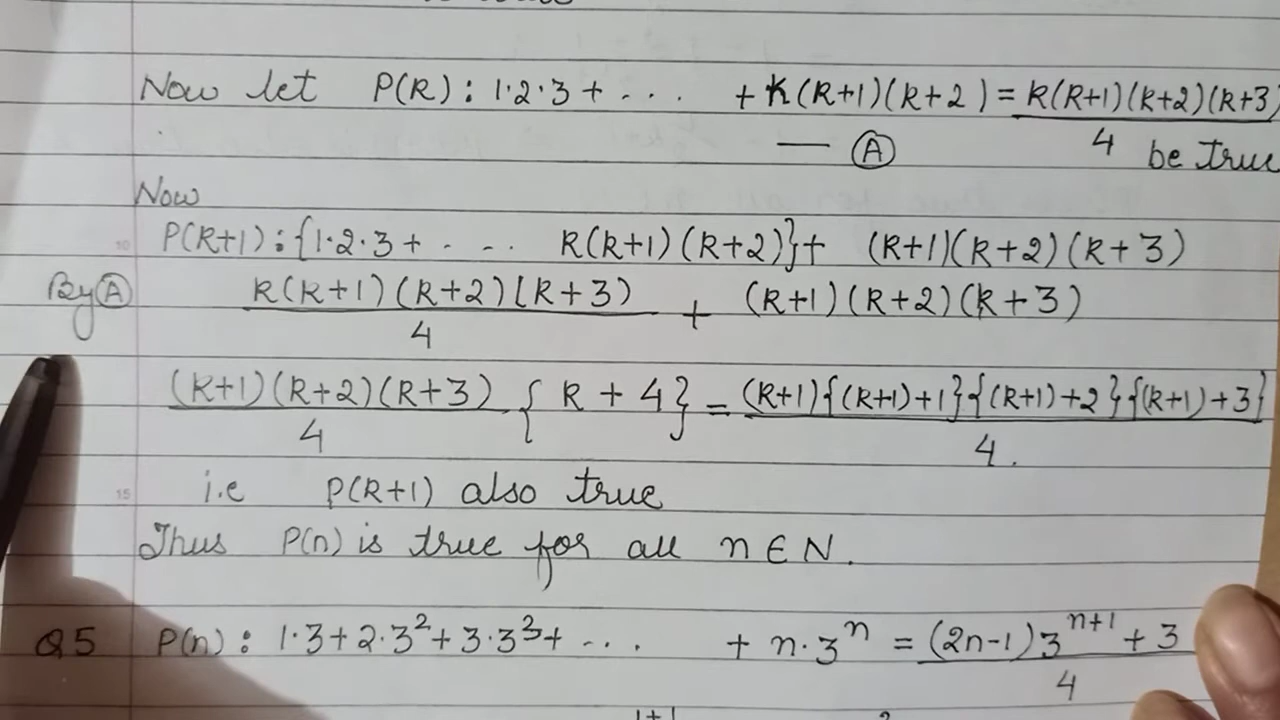 Now let P(k) : 1·2·3 + ... + k(k+1)(k+2) = k(k+1)(k+2)(k+3)/4
— Ⓐ be true
Now
10 P(k+1) : {1·2·3 + . .. k(k+1)(k+2)} + (k+1)(k+2)(k+3)
By Ⓐ k(k+1)(k+2)(k+3)/4 + (k+1)(k+2)(k+3)
(k+1)(k+2)(k+3)/4 { k + 4} = (k+1){(k+1)+1}{(k+1)+2}{(k+1)+3}/4.
15 i.e P(k+1) also true
Thus P(n) is true for all n ∈ N.
Q5 P(n) : 1·3 + 2·3² + 3·3³ + ... + n·3ⁿ = (2n-1)3ⁿ⁺¹ + 3/4